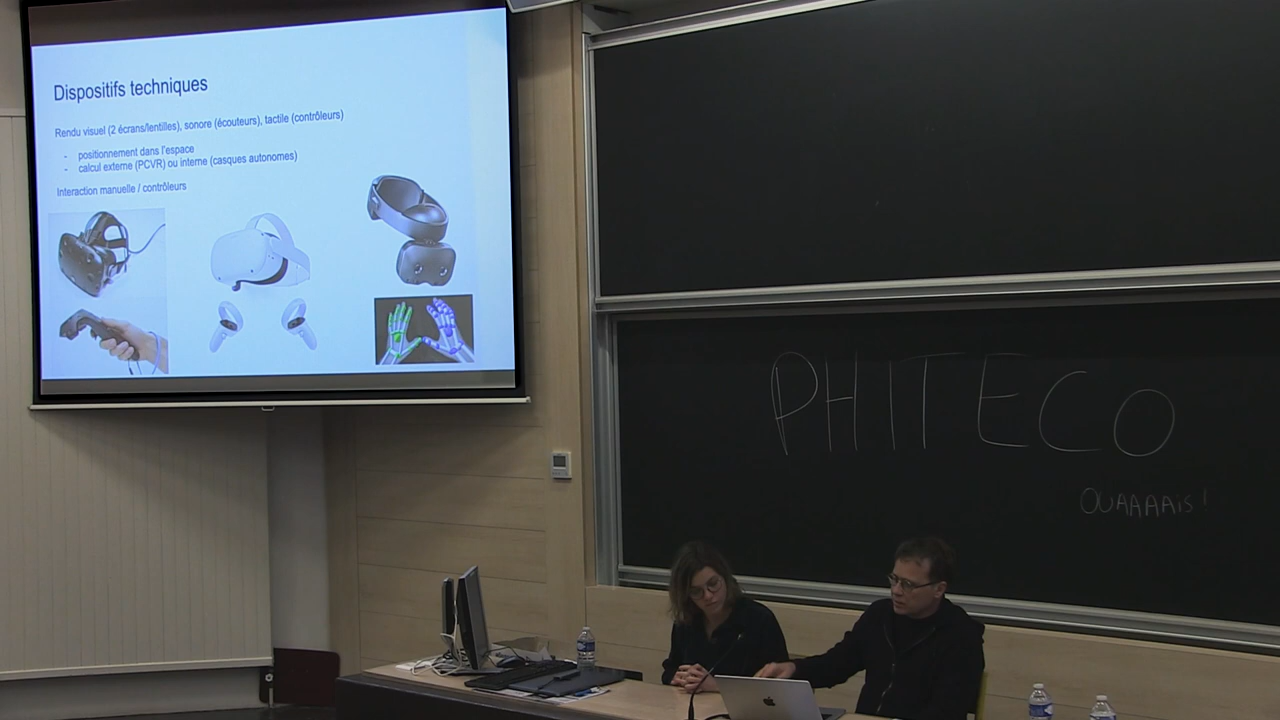 Dispositifs techniques
Rendu visuel (2 écrans/lentilles), sonore (écouteurs), tactile (contrôleurs)
- positionnement dans l'espace
- calcul externe (PCVR) ou interne (casques autonomes)
Interaction manuelle / contrôleurs
PHITECO
OUAAAAis !